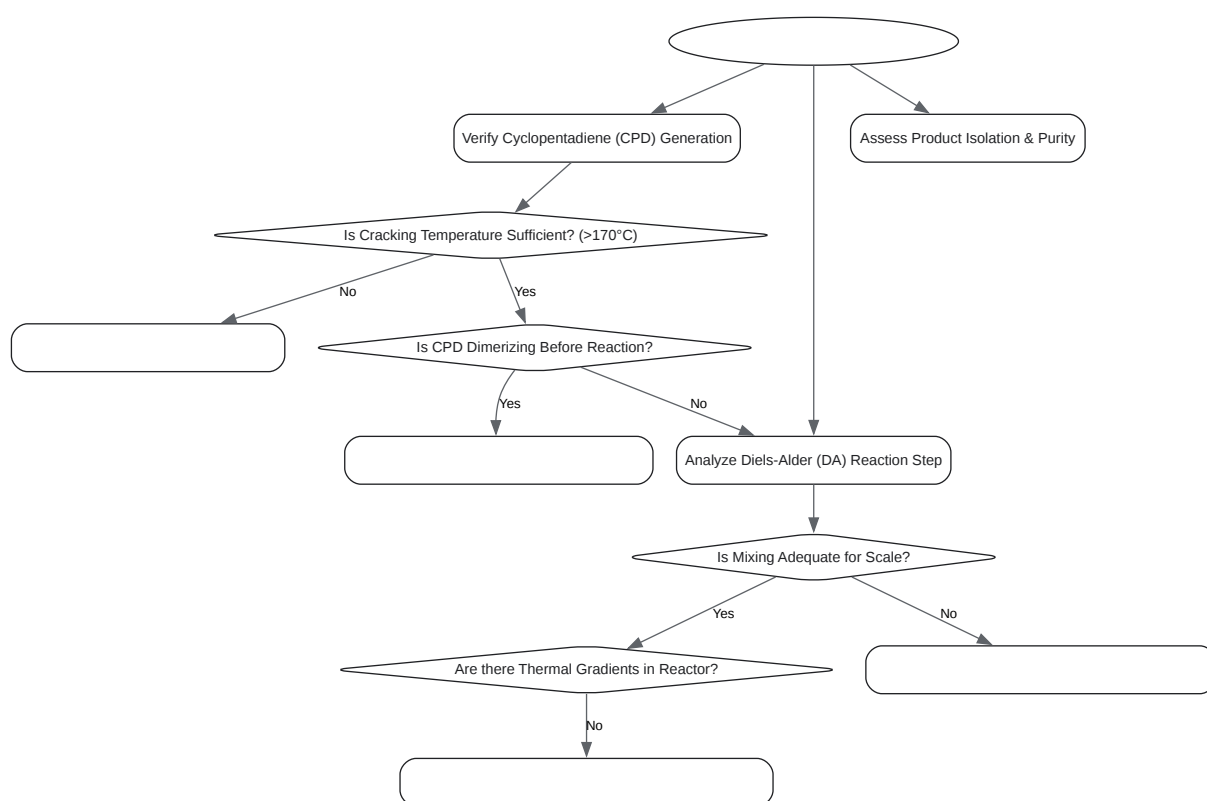 Verify Cyclopentadiene (CPD) Generation
Assess Product Isolation & Purity
Is Cracking Temperature Sufficient? (>170°C)
No
Yes
Is CPD Dimerizing Before Reaction?
Yes
No
Analyze Diels-Alder (DA) Reaction Step
Is Mixing Adequate for Scale?
Yes
No
Are there Thermal Gradients in Reactor?
No